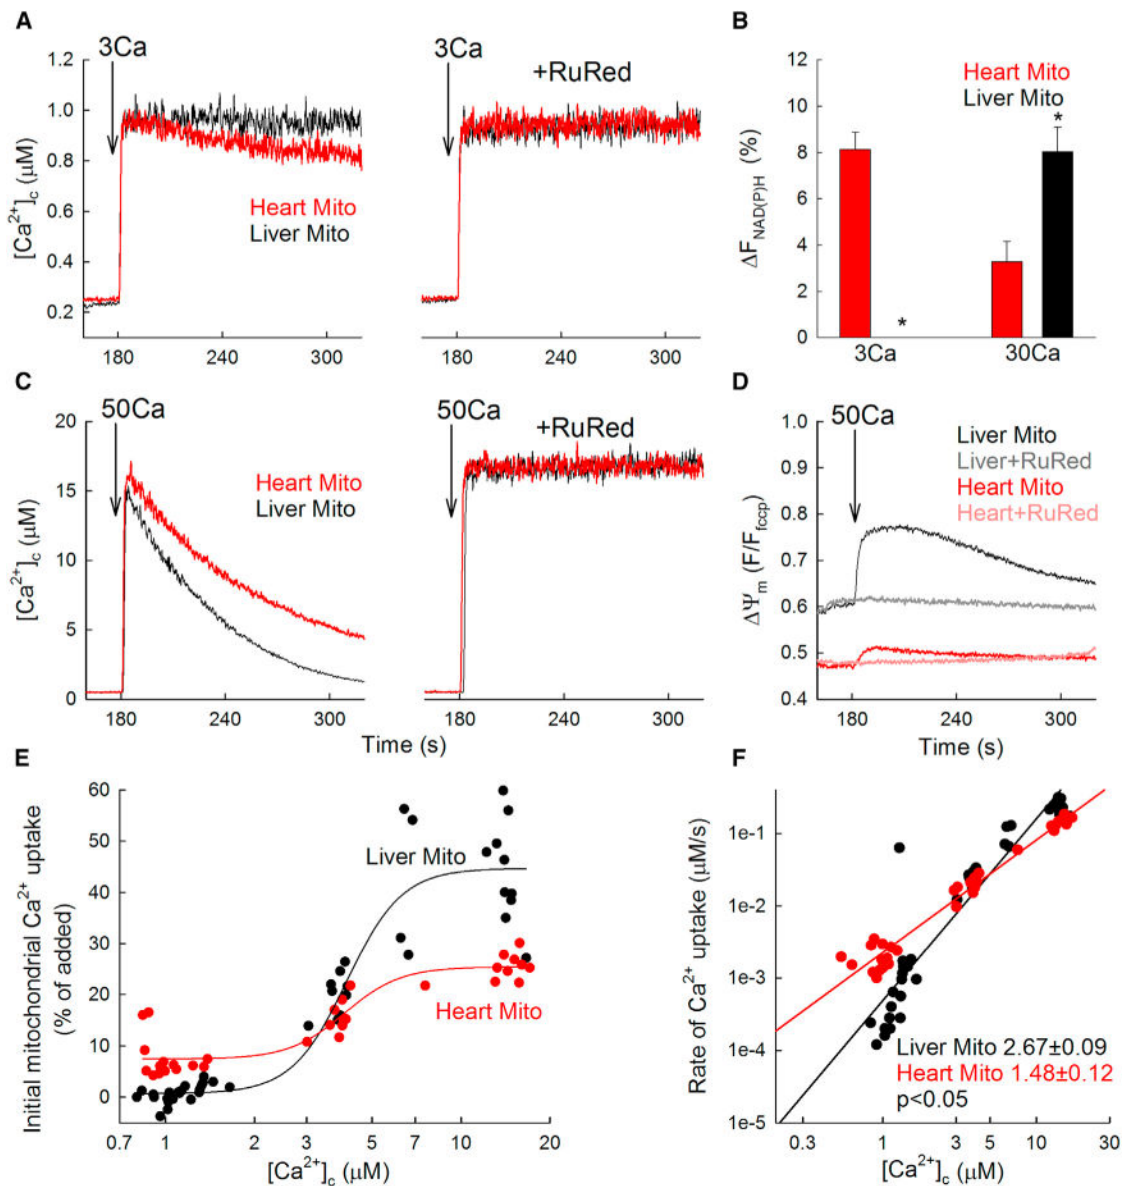 A
3Ca
3Ca
+RuRed
[Ca²⁺]c (μM)
1.2
1.0
0.8
0.6
0.4
0.2
Heart Mito
Liver Mito
180
240
300
180
240
300
B
Heart Mito
Liver Mito
ΔF_NAD(P)H (%)
12
10
8
6
4
2
0
*
*
3Ca
30Ca
C
50Ca
50Ca
+RuRed
[Ca²⁺]c (μM)
20
15
10
5
0
Heart Mito
Liver Mito
180
240
300
180
240
300
Time (s)
D
50Ca
Liver Mito
Liver+RuRed
Heart Mito
Heart+RuRed
ΔΨm (F/Ffccp)
1.0
0.9
0.8
0.7
0.6
0.5
0.4
180
240
300
Time (s)
E
Initial mitochondrial Ca²⁺ uptake
(% of added)
60
50
40
30
20
10
0
Liver Mito
Heart Mito
0.7
1
2
3
5
7
10
20
[Ca²⁺]c (μM)
F
Rate of Ca²⁺ uptake (μM/s)
1e-1
1e-2
1e-3
1e-4
1e-5
Liver Mito 2.67±0.09
Heart Mito 1.48±0.12
p<0.05
0.3
1
3
5
10
30
[Ca²⁺]c (μM)